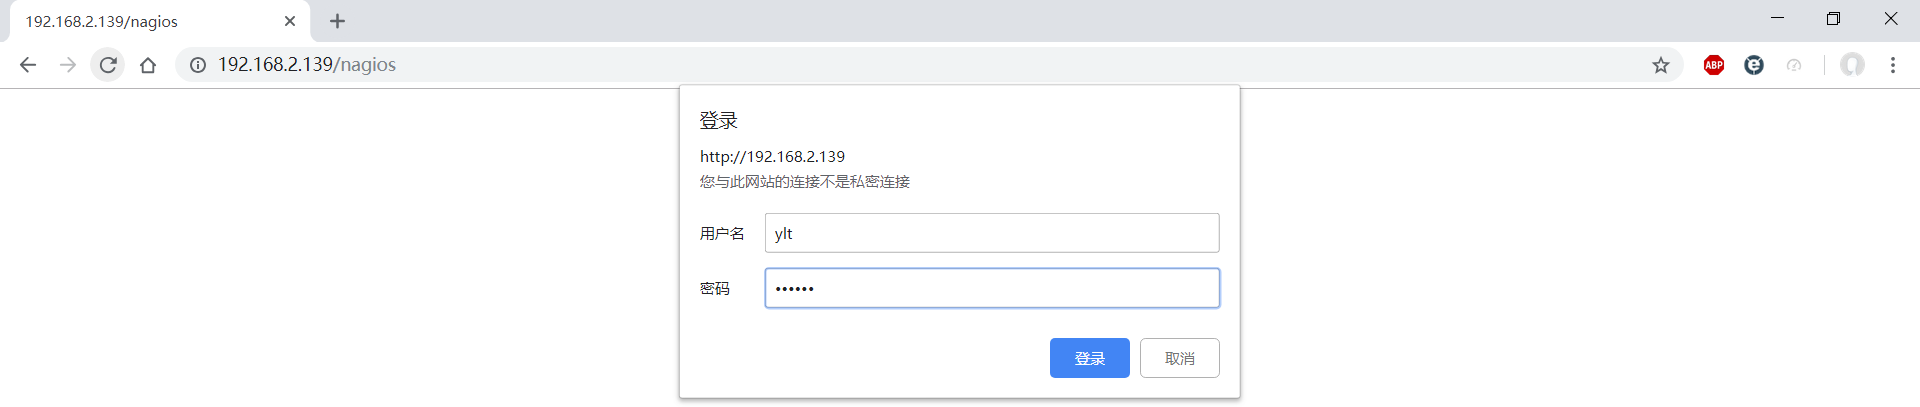 192.168.2.139/nagios
192.168.2.139/nagios
ABP
登录
http://192.168.2.139
您与此网站的连接不是私密连接
用户名
ylt
密码
••••••
登录
取消